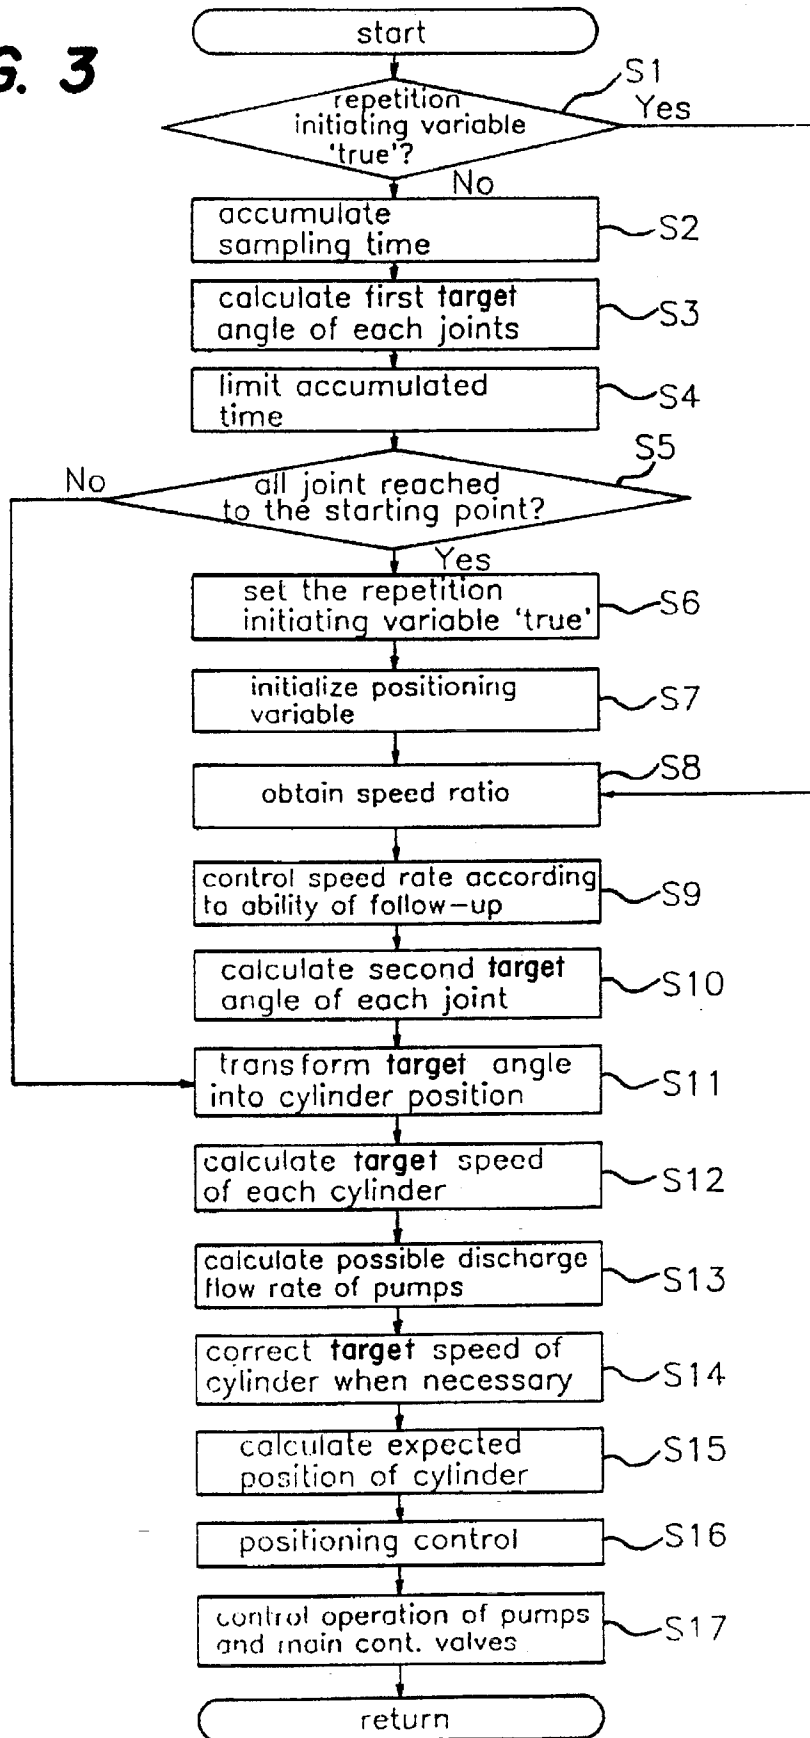 G. 3
start
S1
repetition
initiating variable
'true'?
Yes
No
accumulate
sampling time
S2
calculate first target
angle of each joints
S3
limit accumulated
time
S4
S5
No
all joint reached
to the starting point?
Yes
set the repetition
initiating variable 'true'
S6
initialize positioning
variable
S7
obtain speed ratio
S8
control speed rate according
to ability of follow-up
S9
calculate second target
angle of each joint
S10
transform target angle
into cylinder position
S11
calculate target speed
of each cylinder
S12
calculate possible discharge
flow rate of pumps
S13
correct target speed of
cylinder when necessary
S14
calculate expected
position of cylinder
S15
positioning control
S16
control operation of pumps
and main cont. valves
S17
return